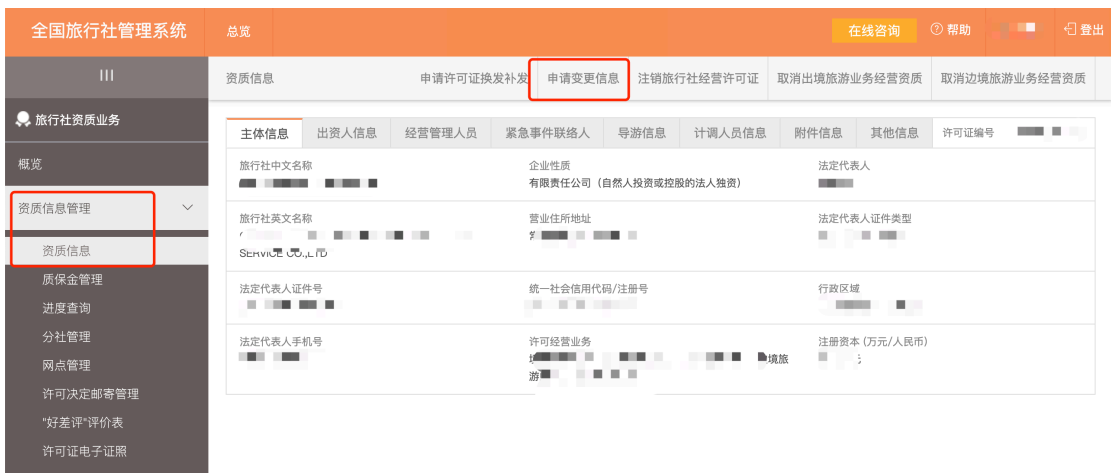 全国旅行社管理系统
总览
在线咨询
帮助
登出
资质信息
申请许可证换发补发
申请变更信息
注销旅行社经营许可证
取消出境旅游业务经营资质
取消边境旅游业务经营资质
旅行社资质业务
概览
资质信息管理
资质信息
质保金管理
进度查询
分社管理
网点管理
许可决定邮寄管理
"好差评"评价表
许可证电子证照
主体信息
出资人信息
经营管理人员
紧急事件联络人
导游信息
计调人员信息
附件信息
其他信息
许可证编号
旅行社中文名称
企业性质
有限责任公司（自然人投资或控股的法人独资）
法定代表人
旅行社英文名称
SERVICE CO.,LTD
营业住所地址
法定代表人证件类型
法定代表人证件号
统一社会信用代码/注册号
行政区域
法定代表人手机号
许可经营业务
境旅
游
注册资本 (万元/人民币)